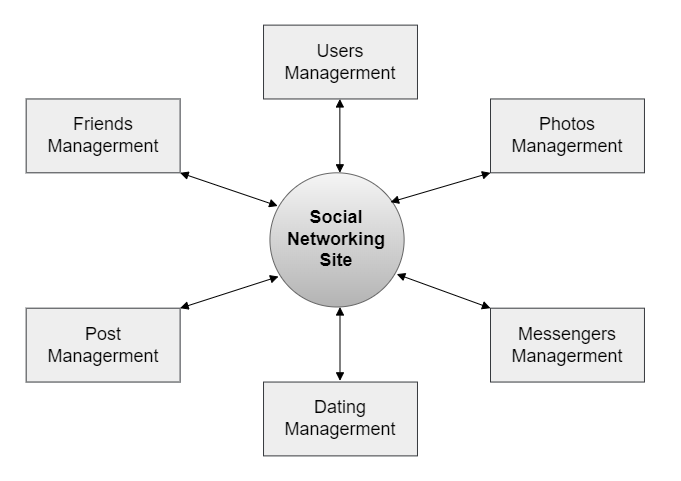 Users
Managerment
Friends
Managerment
Photos
Managerment
Social
Networking
Site
Post
Managerment
Messengers
Managerment
Dating
Managerment